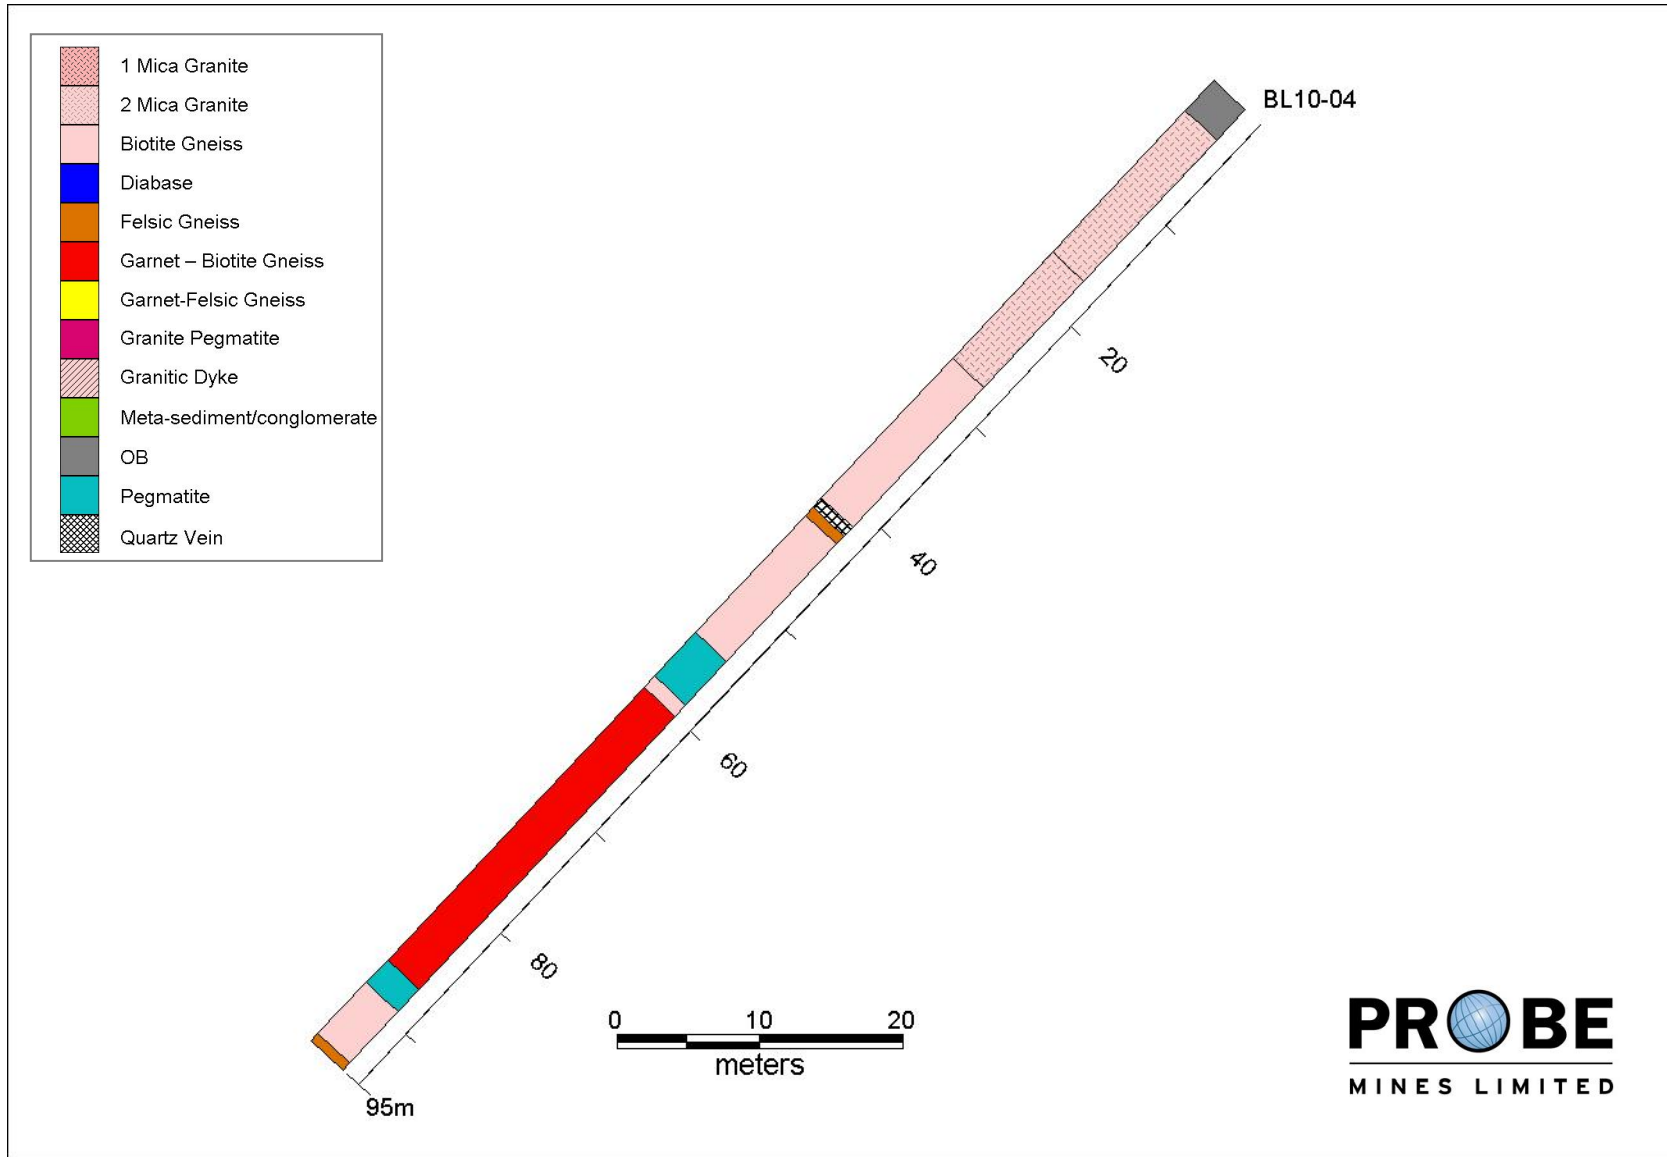 1 Mica Granite
2 Mica Granite
Biotite Gneiss
Diabase
Felsic Gneiss
Garnet – Biotite Gneiss
Garnet-Felsic Gneiss
Granite Pegmatite
Granitic Dyke
Meta-sediment/conglomerate
OB
Pegmatite
Quartz Vein
BL10-04
20
40
60
80
95m
0 10 20
meters
PROBE
MINES LIMITED